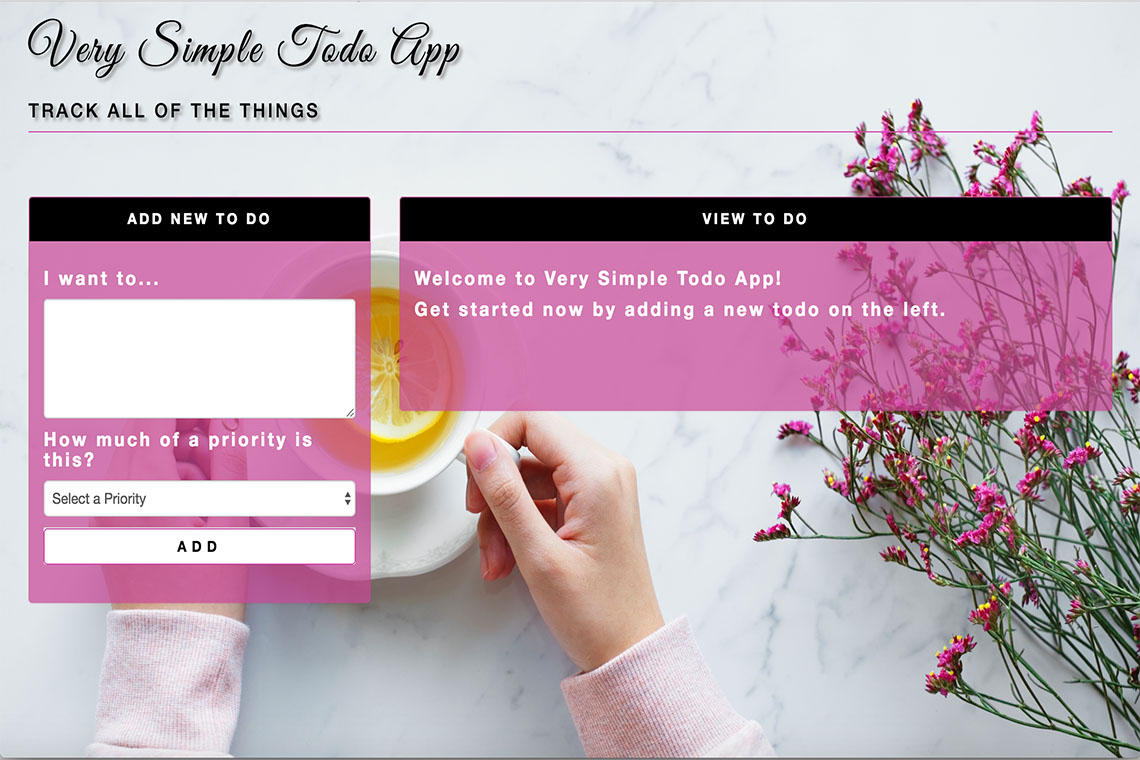 Very Simple Todo App
TRACK ALL OF THE THINGS
ADD NEW TO DO
I want to...
How much of a priority is
this?
Select a Priority
ADD
VIEW TO DO
Welcome to Very Simple Todo App!
Get started now by adding a new todo on the left.